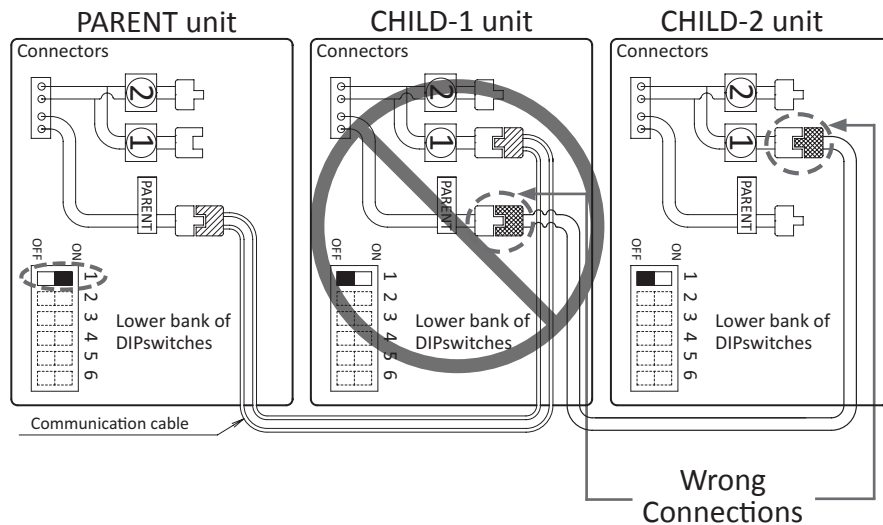 PARENT unit
Connectors
2
1
PARENT
OFF
ON
1
2
3
4
5
6
Lower bank of
DIPswitches
Communication cable
CHILD-1 unit
Connectors
2
1
PARENT
OFF
ON
1
2
3
4
5
6
Lower bank of
DIPswitches
CHILD-2 unit
Connectors
2
1
PARENT
OFF
ON
1
2
3
4
5
6
Lower bank of
DIPswitches
Wrong
Connections